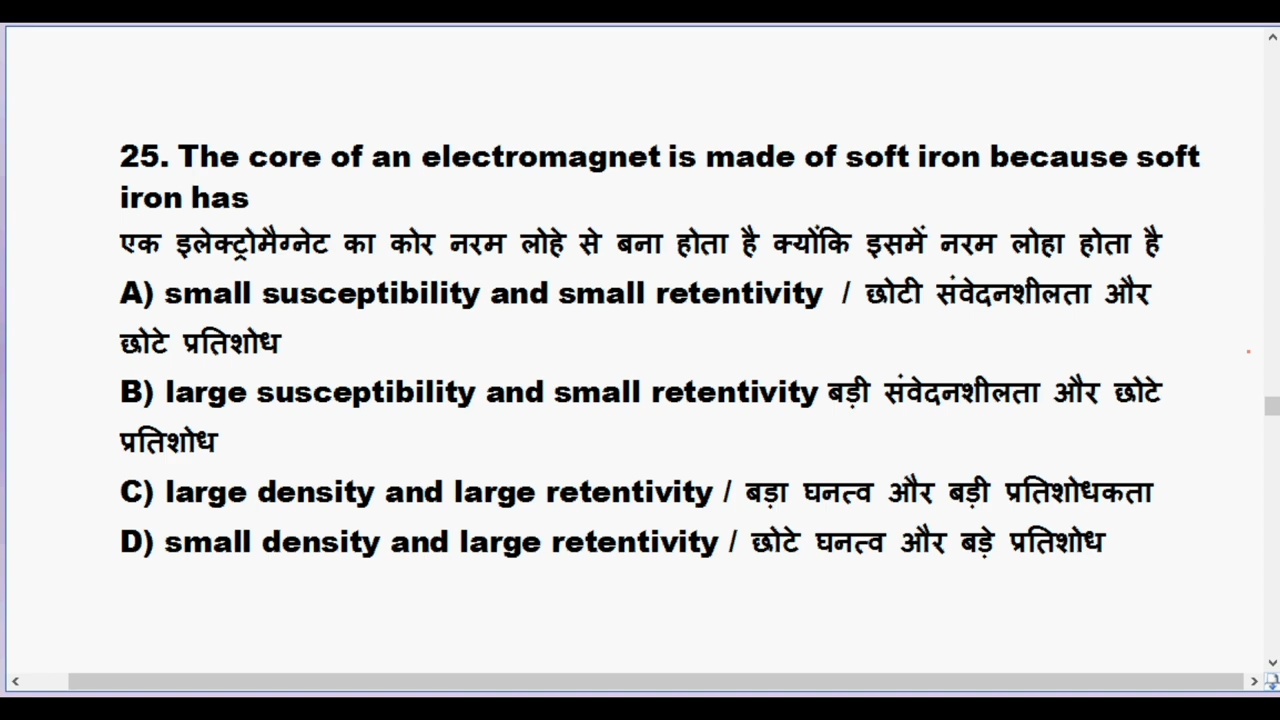 25. The core of an electromagnet is made of soft iron because soft
iron has
एक इलेक्ट्रोमैग्नेट का कोर नरम लोहे से बना होता है क्योंकि इसमें नरम लोहा होता है
A) small susceptibility and small retentivity / छोटी संवेदनशीलता और
छोटे प्रतिशोध
B) large susceptibility and small retentivity बड़ी संवेदनशीलता और छोटे
प्रतिशोध
C) large density and large retentivity / बड़ा घनत्व और बड़ी प्रतिशोधकता
D) small density and large retentivity / छोटे घनत्व और बड़े प्रतिशोध